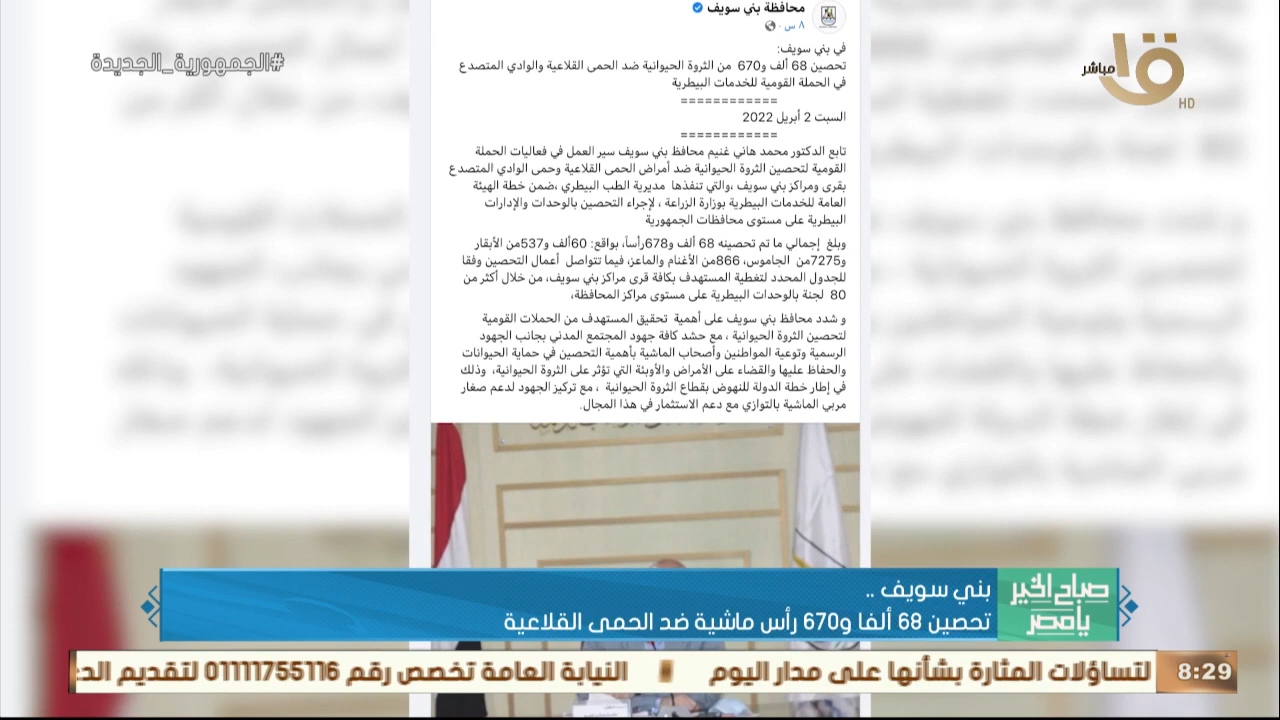 محافظة بني سويف
٨ س
#الجمهورية_الجديدة
مباشر
HD
في بني سويف:
تحصين 68 ألف و670 من الثروة الحيوانية ضد الحمى القلاعية والوادي المتصدع
في الحملة القومية للخدمات البيطرية
============
السبت 2 أبريل 2022
============
تابع الدكتور محمد هاني غنيم محافظ بني سويف سير العمل في فعاليات الحملة
القومية لتحصين الثروة الحيوانية ضد أمراض الحمى القلاعية وحمى الوادي المتصدع
بقرى ومراكز بني سويف ،والتي تنفذها مديرية الطب البيطري ،ضمن خطة الهيئة
العامة للخدمات البيطرية بوزارة الزراعة ، لإجراء التحصين بالوحدات والإدارات
البيطرية على مستوى محافظات الجمهورية
وبلغ إجمالي ما تم تحصينه 68 ألف و678رأساً، بواقع: 60ألف و537من الأبقار
و7275من الجاموس، 866من الأغنام والماعز، فيما تتواصل أعمال التحصين وفقا
للجدول المحدد لتغطية المستهدف بكافة قرى مراكز بني سويف، من خلال أكثر من
80 لجنة بالوحدات البيطرية على مستوى مراكز المحافظة،
و شدد محافظ بني سويف على أهمية تحقيق المستهدف من الحملات القومية
لتحصين الثروة الحيوانية ، مع حشد كافة جهود المجتمع المدني بجانب الجهود
الرسمية وتوعية المواطنين وأصحاب الماشية بأهمية التحصين في حماية الحيوانات
والحفاظ عليها والقضاء على الأمراض والأوبئة التي تؤثر على الثروة الحيوانية، وذلك
في إطار خطة الدولة للنهوض بقطاع الثروة الحيوانية ، مع تركيز الجهود لدعم صغار
مربي الماشية بالتوازي مع دعم الاستثمار في هذا المجال.
صباح الخير
يا مصر
بني سويف ..
تحصين 68 ألفا و670 رأس ماشية ضد الحمى القلاعية
8:29
لتساؤلات المثارة بشأنها على مدار اليوم النيابة العامة تخصص رقم 01111755116 لتقديم